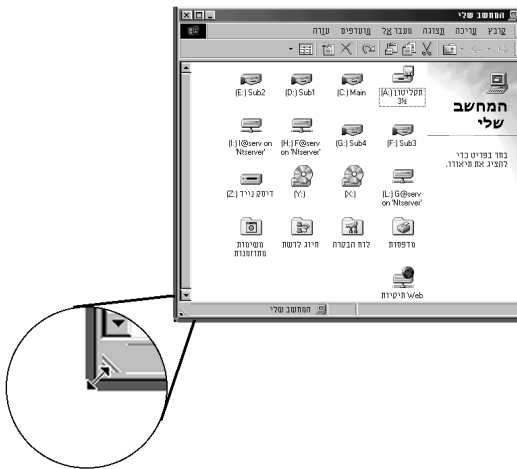 המחשב שלי
קובץ עריכה תצוגה מעבר אל מועדפים עזרה
המחשב
שלי
בחר בפריט כדי
להציג את תיאורו.
תקליטון (A:)
3½
Main (C:)
Sub1 (D:)
Sub2 (E:)
Sub3 (F:)
Sub4 (G:)
F@serv (H:)
on 'Ntserver'
I@serv on (I:)
'Ntserver'
G@serv (L:)
on 'Ntserver'
(X:)
(Y:)
דיסק נייד (Z:)
מדפסות
לוח הבקרה
חיוג לרשת
משימות
מתוזמנות
תיקיות Web
המחשב שלי